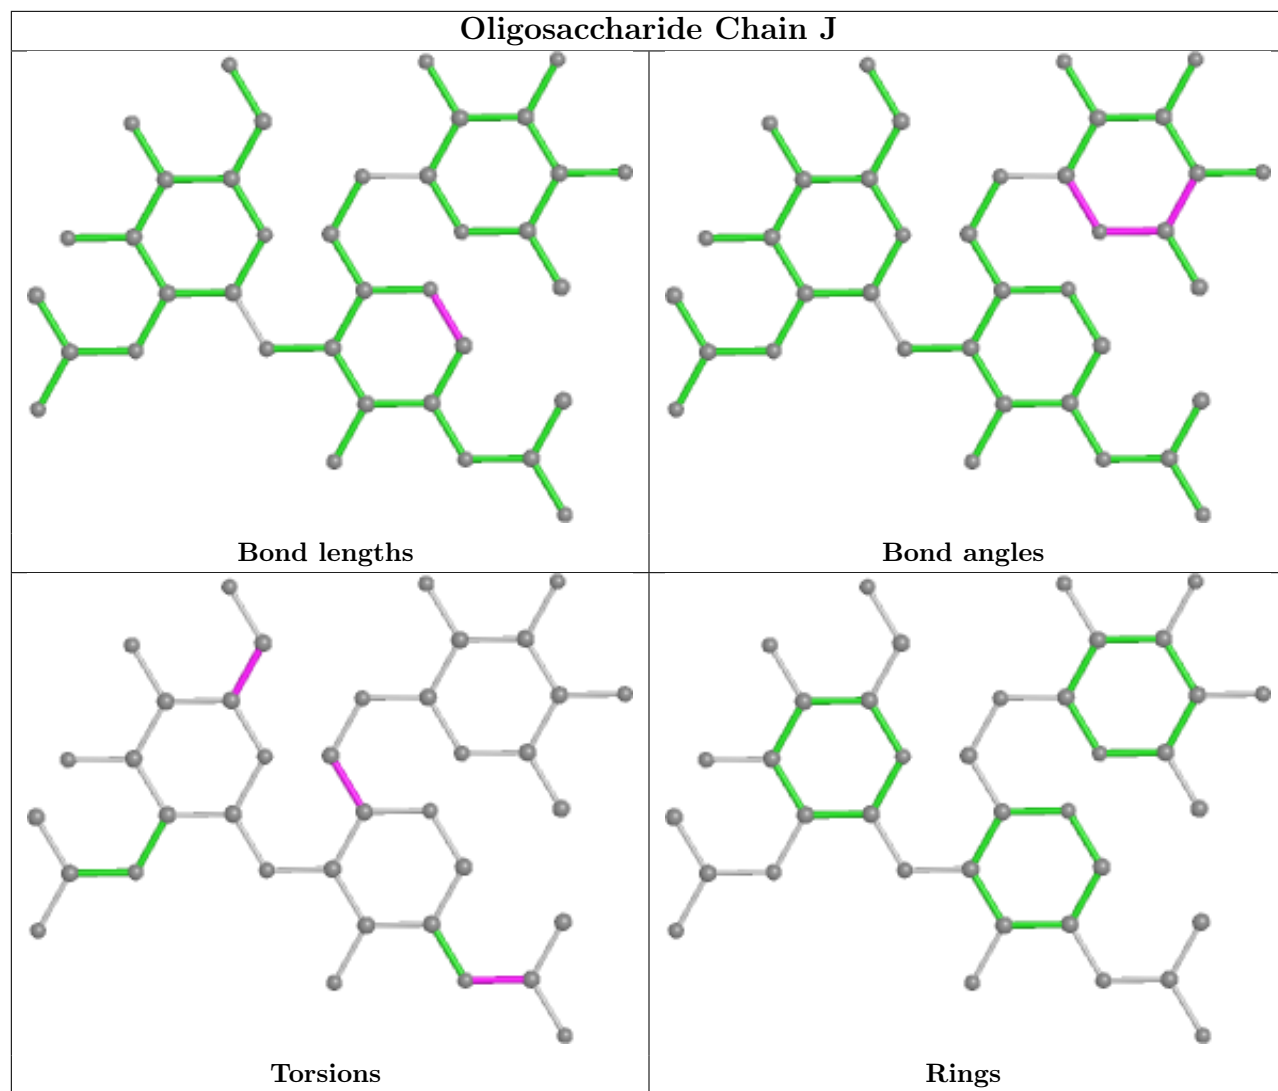 Oligosaccharide Chain J
Bond lengths
Bond angles
Torsions
Rings